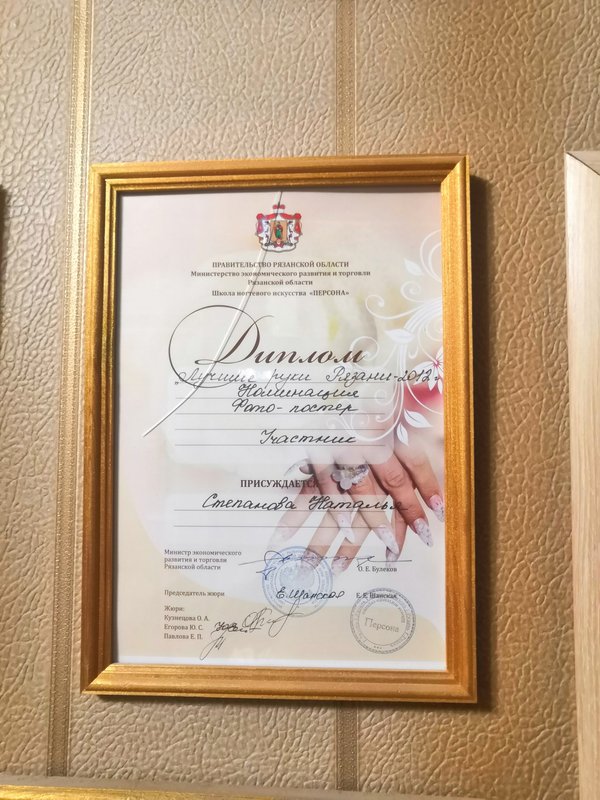 ПРАВИТЕЛЬСТВО РЯЗАНСКОЙ ОБЛАСТИ
Министерство экономического развития и торговли
Рязанской области
Школа ногтевого искусства «ПЕРСОНА»
Диплом
„Лучшие руки Рязани-2012"
Номинация
Фото-постер
Участник
ПРИСУЖДАЕТСЯ
Степанова Наталья
Министр экономического
развития и торговли
Рязанской области
О. Е. Булеков
Председатель жюри
Е. Шанская
Е. Е. Шанская
Жюри:
Кузнецова О. А.
Егорова Ю. С.
Павлова Е. П.
Персона